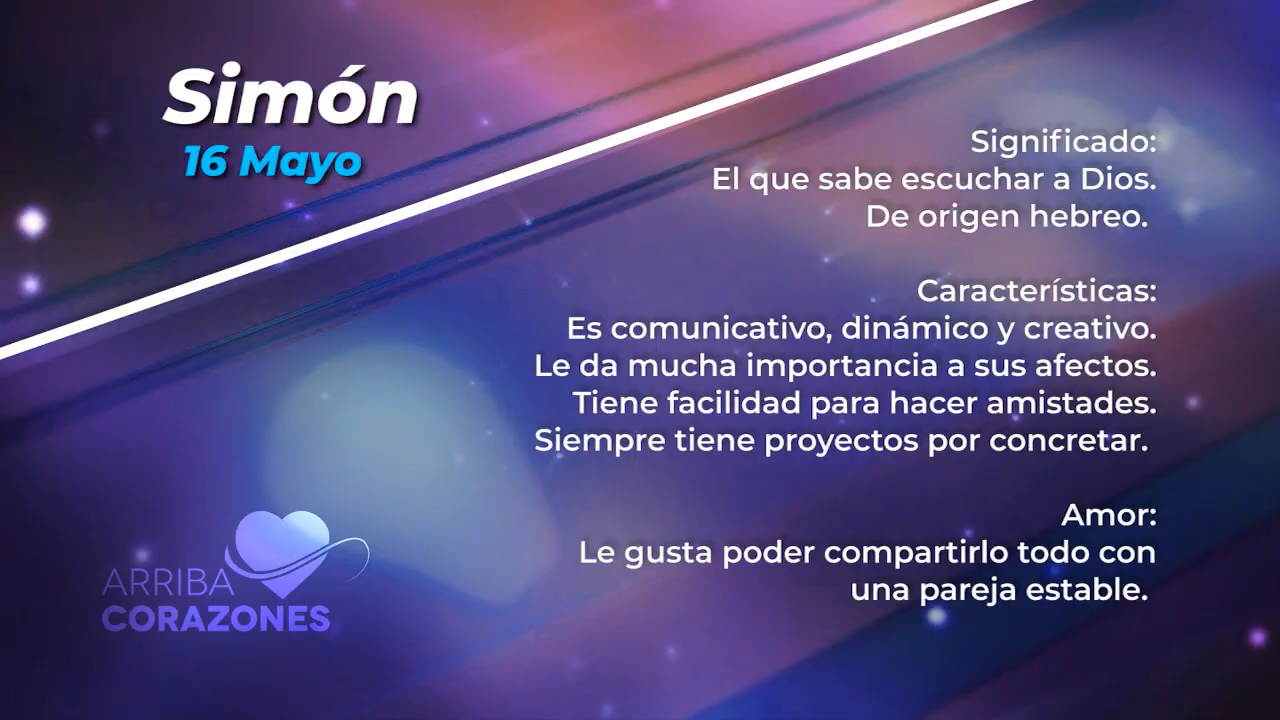 Simón
16 Mayo
Significado:
El que sabe escuchar a Dios.
De origen hebreo.
Características:
Es comunicativo, dinámico y creativo.
Le da mucha importancia a sus afectos.
Tiene facilidad para hacer amistades.
Siempre tiene proyectos por concretar.
Amor:
Le gusta poder compartirlo todo con
una pareja estable.
ARRIBA
CORAZONES